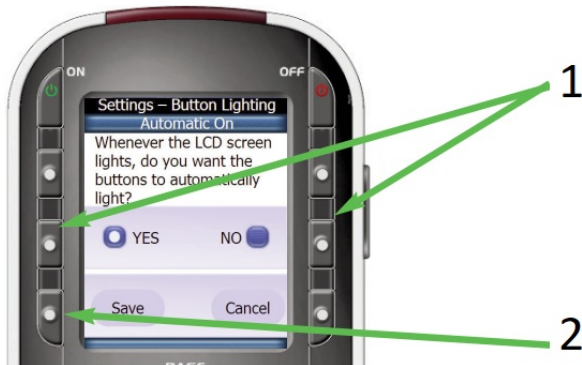 ON
OFF
1
Settings – Button Lighting
Automatic On
Whenever the LCD screen
lights, do you want the
buttons to automatically
light?
YES NO
Save Cancel
2
PAGE